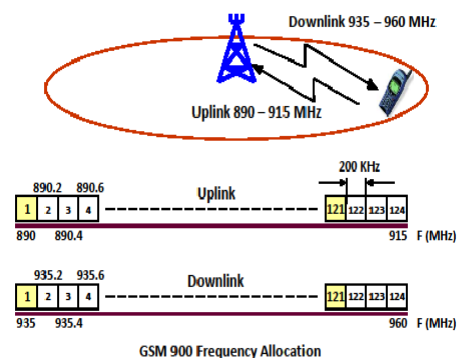 Downlink 935 – 960 MHz
Uplink 890 – 915 MHz
200 KHz
890.2 890.6 Uplink
1 2 3 4 121 122 123 124
890 890.4 915 F (MHz)
935.2 935.6 Downlink
1 2 3 4 121 122 123 124
935 935.4 960 F (MHz)
GSM 900 Frequency Allocation